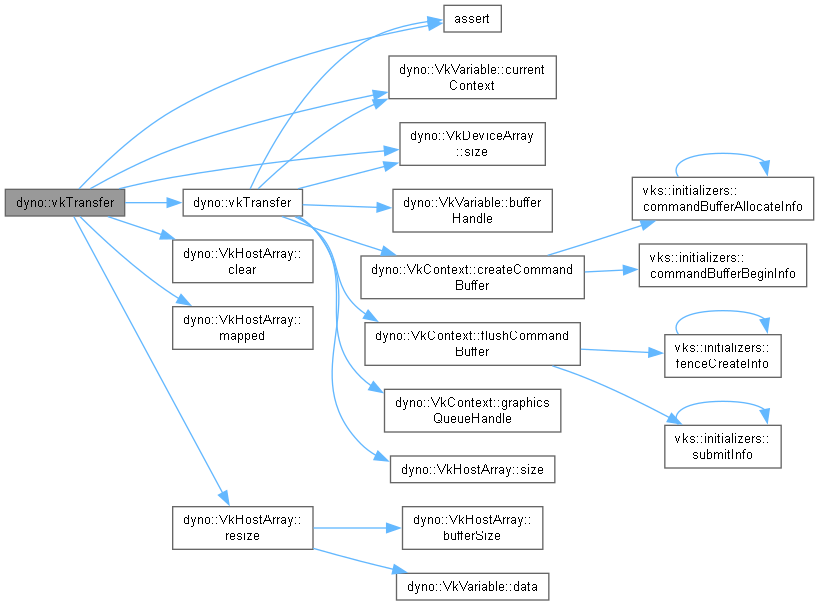 assert
dyno::VkVariable::current
Context
dyno::VkDeviceArray
::size
dyno::vkTransfer
dyno::vkTransfer
dyno::VkVariable::buffer
Handle
vks::initializers::
commandBufferAllocateInfo
dyno::VkHostArray::
clear
dyno::VkContext::createCommand
Buffer
vks::initializers::
commandBufferBeginInfo
dyno::VkHostArray::
mapped
dyno::VkContext::flushCommand
Buffer
vks::initializers::
fenceCreateInfo
dyno::VkContext::graphics
QueueHandle
vks::initializers::
submitInfo
dyno::VkHostArray::size
dyno::VkHostArray::
resize
dyno::VkHostArray::
bufferSize
dyno::VkVariable::data